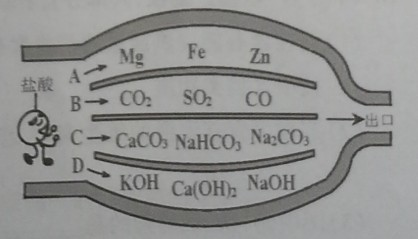 A Mg Fe Zn
盐酸
B CO₂ SO₂ CO
出口
C CaCO₃ NaHCO₃ Na₂CO₃
D KOH Ca(OH)₂ NaOH